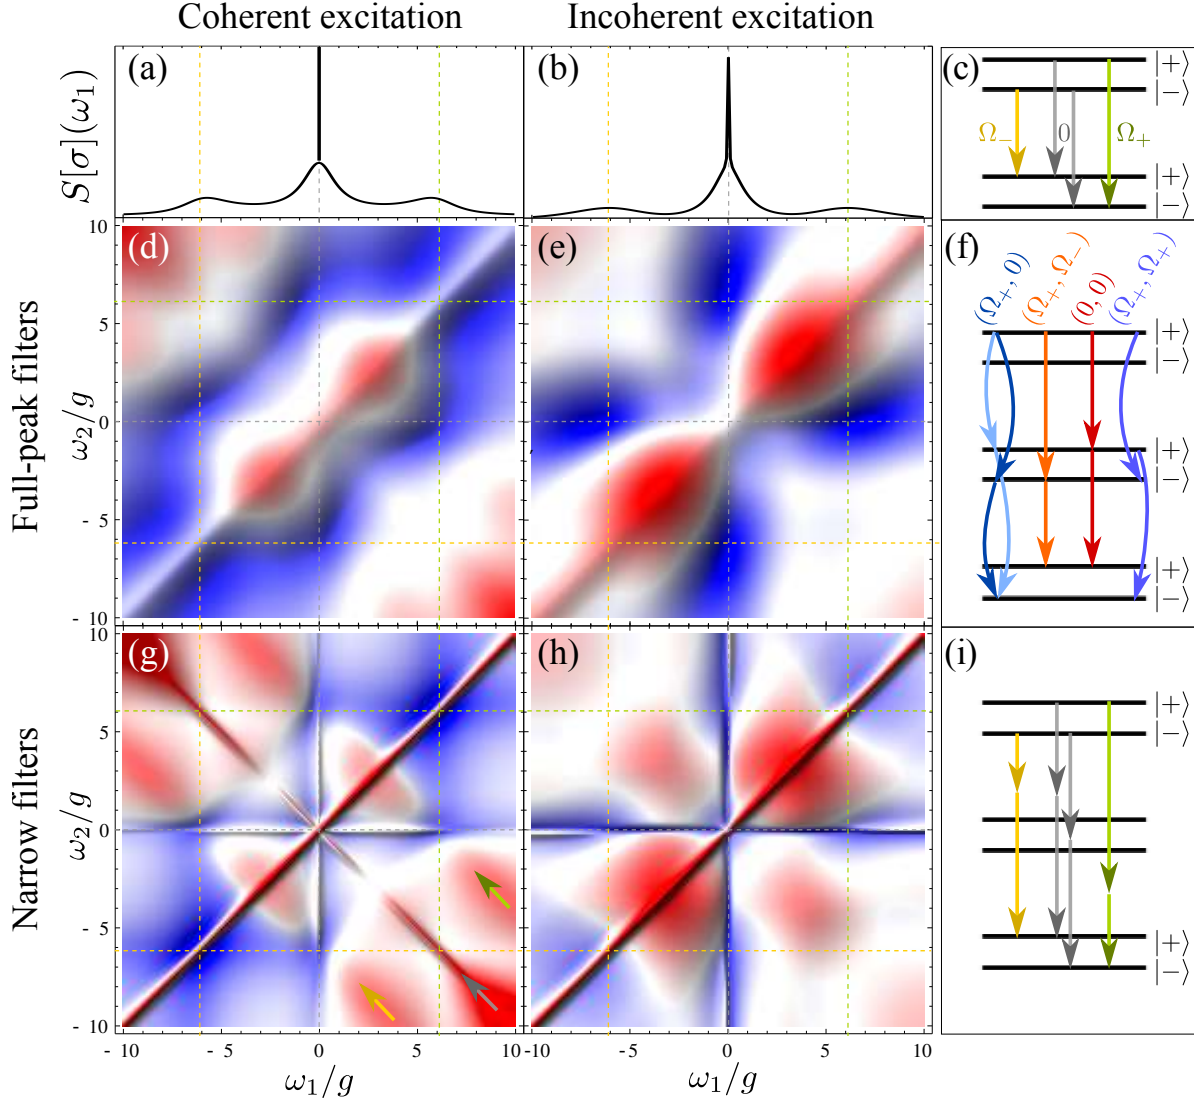 Coherent excitation
Incoherent excitation
S[σ](ω₁)
(a)
(b)
(c)
|+⟩
|−⟩
Ω₋
0
Ω₊
|+⟩
|−⟩
Full-peak filters
ω₂/g
10
5
0
- 5
- 10
(d)
(e)
(f)
(Ω₊, 0)
(Ω₊, Ω₋)
(0, 0)
(Ω₊, Ω₊)
|+⟩
|−⟩
|+⟩
|−⟩
|+⟩
|−⟩
Narrow filters
ω₂/g
10
5
0
- 5
- 10
(g)
(h)
(i)
|+⟩
|−⟩
|+⟩
|−⟩
- 10
- 5
0
5
10
-5
0
5
10
ω₁/g
ω₁/g